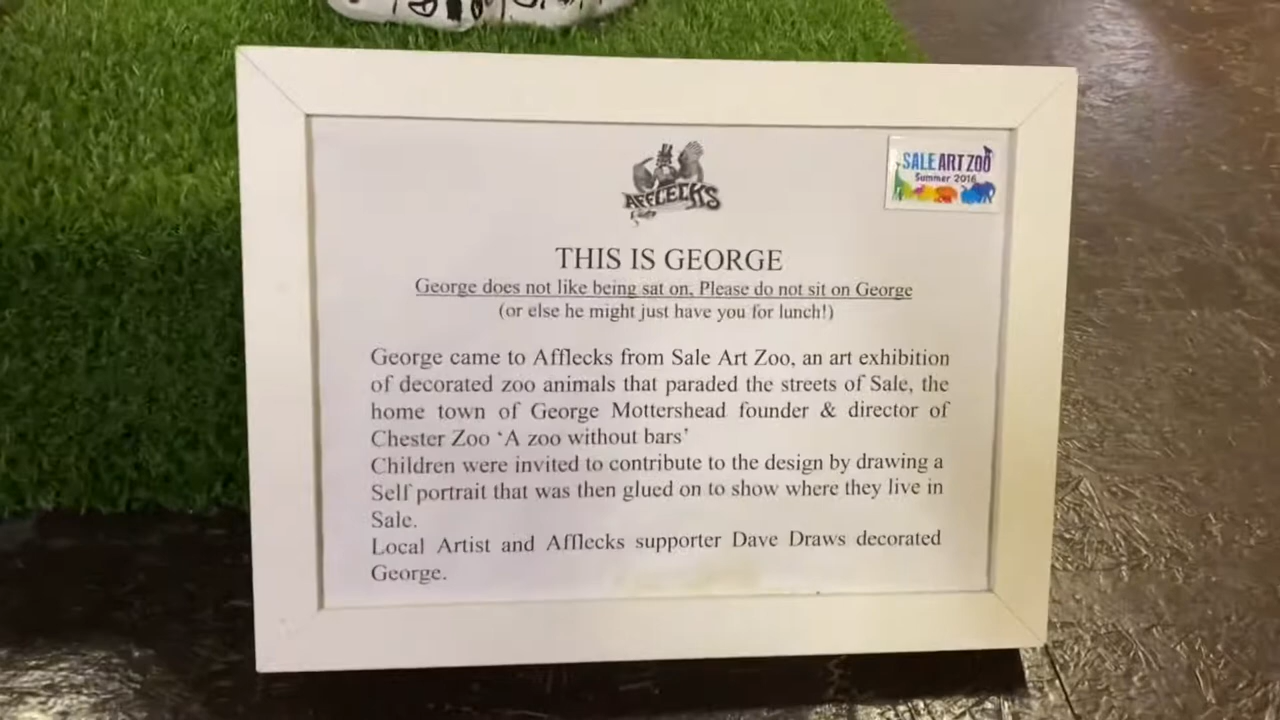 AFFLECKS
SALE ART ZOO
Summer 2016
THIS IS GEORGE
George does not like being sat on, Please do not sit on George
(or else he might just have you for lunch!)
George came to Afflecks from Sale Art Zoo, an art exhibition
of decorated zoo animals that paraded the streets of Sale, the
home town of George Mottershead founder & director of
Chester Zoo ‘A zoo without bars’
Children were invited to contribute to the design by drawing a
Self portrait that was then glued on to show where they live in
Sale.
Local Artist and Afflecks supporter Dave Draws decorated
George.